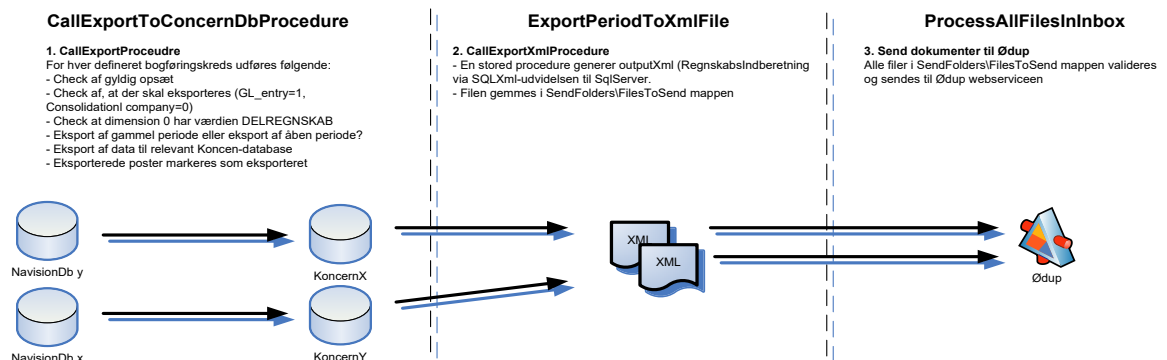 CallExportToConcernDbProcedure
1. CallExportProceudre
For hver defineret bogføringskreds udføres følgende:
- Check af gyldig opsæt
- Check af, at der skal eksporteres (GL_entry=1,
Consolidationl company=0)
- Check at dimension 0 har værdien DELREGNSKAB
- Eksport af gammel periode eller eksport af åben periode?
- Eksport af data til relevant Koncen-database
- Eksporterede poster markeres som eksporteret
ExportPeriodToXmlFile
2. CallExportXmlProcedure
- En stored procedure generer outputXml (RegnskabsIndberetning
via SQLXml-udvidelsen til SqlServer.
- Filen gemmes i SendFolders\FilesToSend mappen
ProcessAllFilesInInbox
3. Send dokumenter til Ødup
Alle filer i SendFolders\FilesToSend mappen valideres
og sendes til Ødup webserviceen
NavisionDb y
KoncernX
XML
XML
Ødup
NavisionDb x
KoncernY